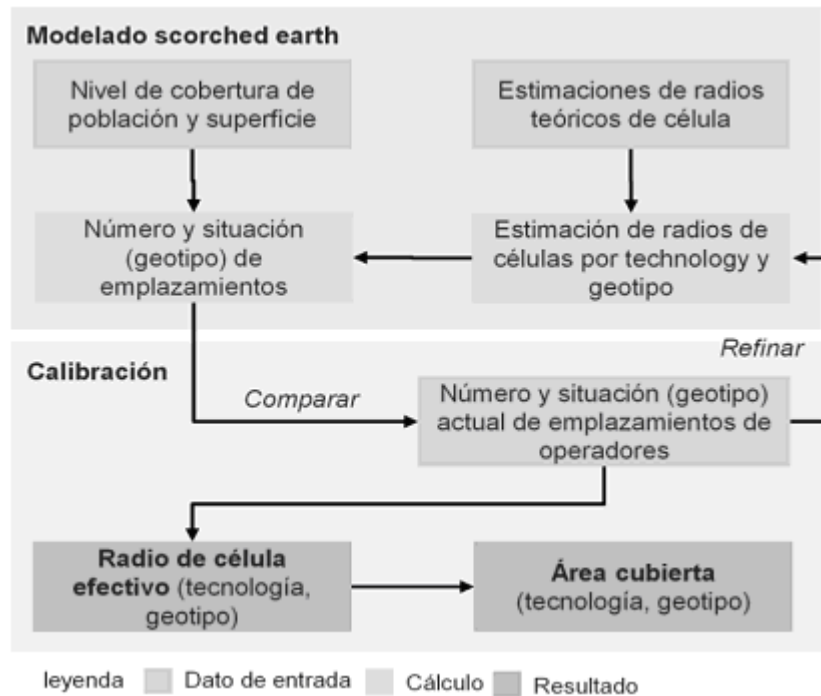 Modelado scorched earth
Nivel de cobertura de
población y superficie
Estimaciones de radios
teóricos de célula
Número y situación
(geotipo) de
emplazamientos
Estimación de radios de
células por technology y
geotipo
Refinar
Calibración
Comparar
Número y situación (geotipo)
actual de emplazamientos de
operadores
Radio de célula
efectivo (tecnología,
geotipo)
Área cubierta
(tecnología, geotipo)
leyenda Dato de entrada Cálculo Resultado